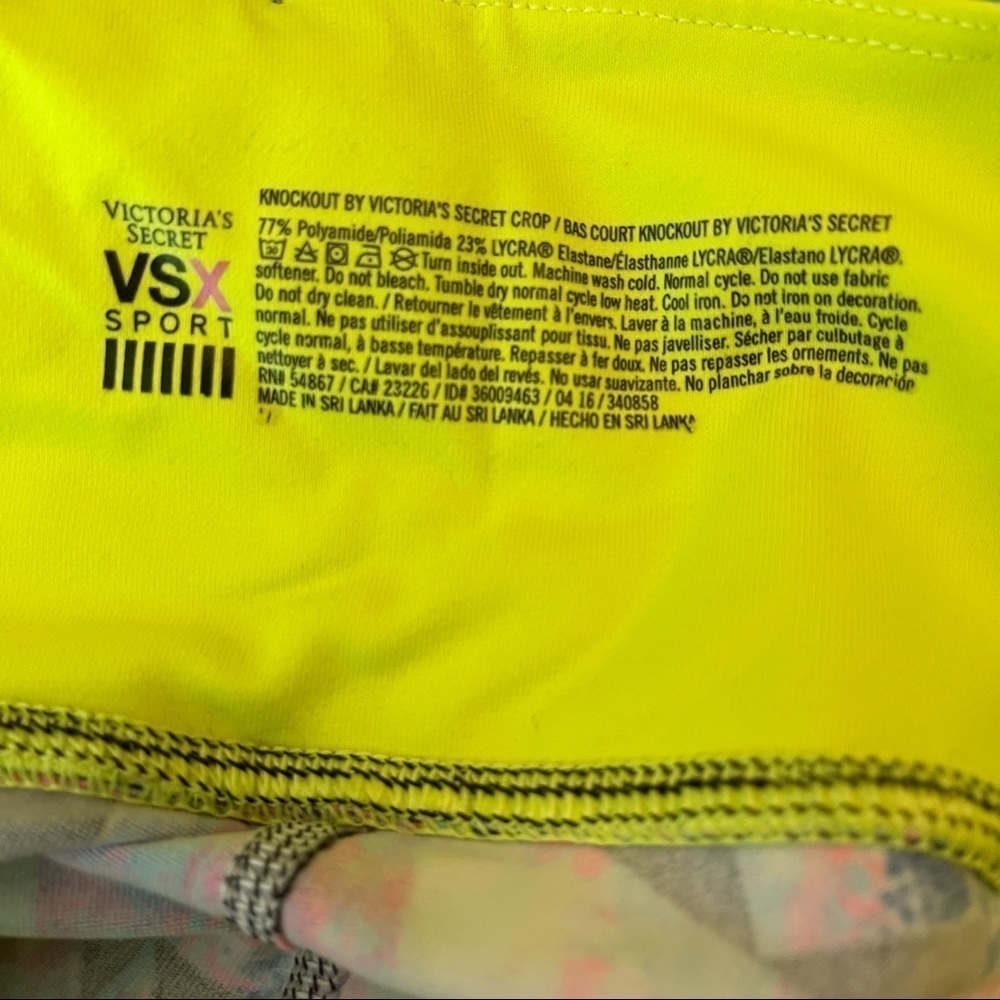 VICTORIA'S
SECRET
VSX
SPORT
KNOCKOUT BY VICTORIA'S SECRET CROP / BAS COURT KNOCKOUT BY VICTORIA'S SECRET
77% Polyamide/Poliamida 23% LYCRA® Elastane/Élasthanne LYCRA®/Elastano LYCRA®.
30 Turn inside out. Machine wash cold. Normal cycle. Do not use fabric
softener. Do not bleach. Tumble dry normal cycle low heat. Cool iron. Do not iron on decoration.
Do not dry clean. / Retourner le vêtement à l'envers. Laver à la machine, à l'eau froide. Cycle
normal. Ne pas utiliser d'assouplissant pour tissu. Ne pas javelliser. Sécher par culbutage à
cycle normal, à basse température. Repasser à fer doux. Ne pas repasser les ornements. Ne pas
nettoyer à sec. / Lavar del lado del revés. No usar suavizante. No planchar sobre la decoración
RN# 54867 / CA# 23226 / ID# 36009463 / 04 16 / 340858
MADE IN SRI LANKA / FAIT AU SRI LANKA / HECHO EN SRI LANKA